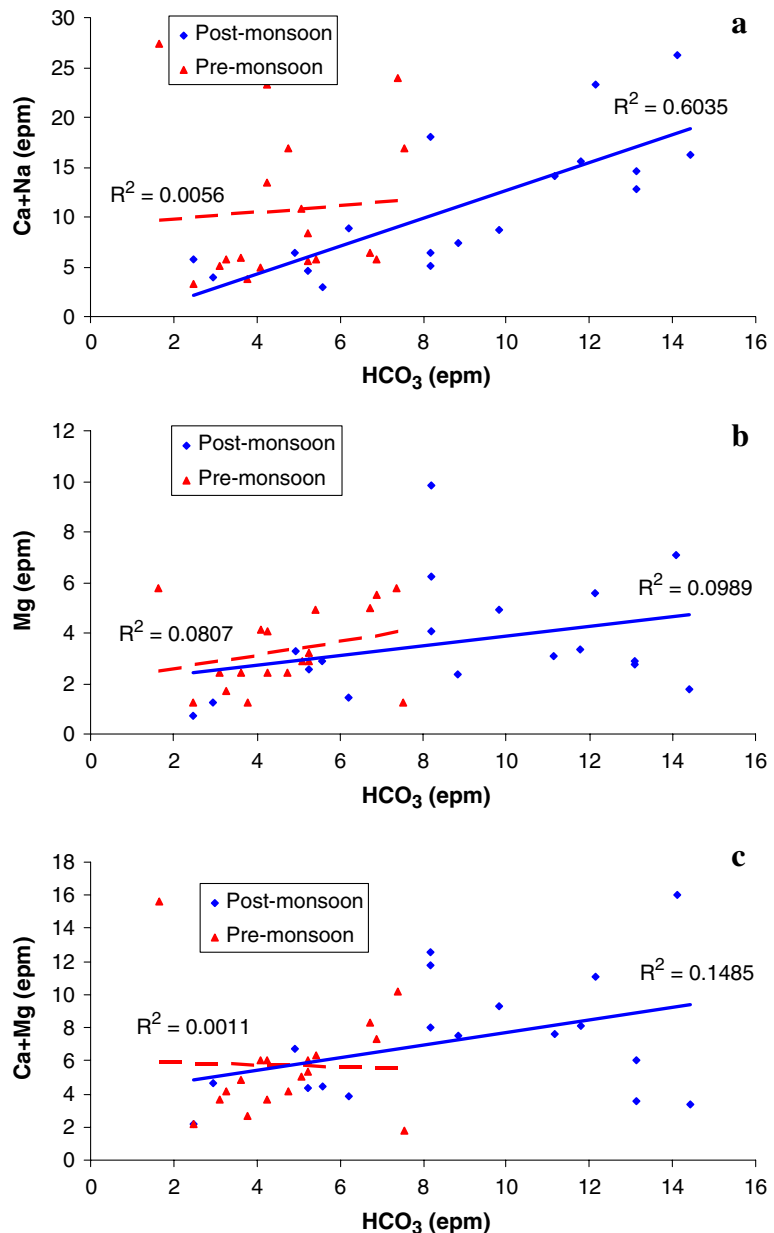 a
30
25
20
15
10
5
0
Ca+Na (epm)
Post-monsoon
Pre-monsoon
R² = 0.6035
R² = 0.0056
0 2 4 6 8 10 12 14 16
HCO₃ (epm)
b
12
10
8
6
4
2
0
Mg (epm)
Post-monsoon
Pre-monsoon
R² = 0.0989
R² = 0.0807
0 2 4 6 8 10 12 14 16
HCO₃ (epm)
c
18
16
14
12
10
8
6
4
2
0
Ca+Mg (epm)
Post-monsoon
Pre-monsoon
R² = 0.1485
R² = 0.0011
0 2 4 6 8 10 12 14 16
HCO₃ (epm)